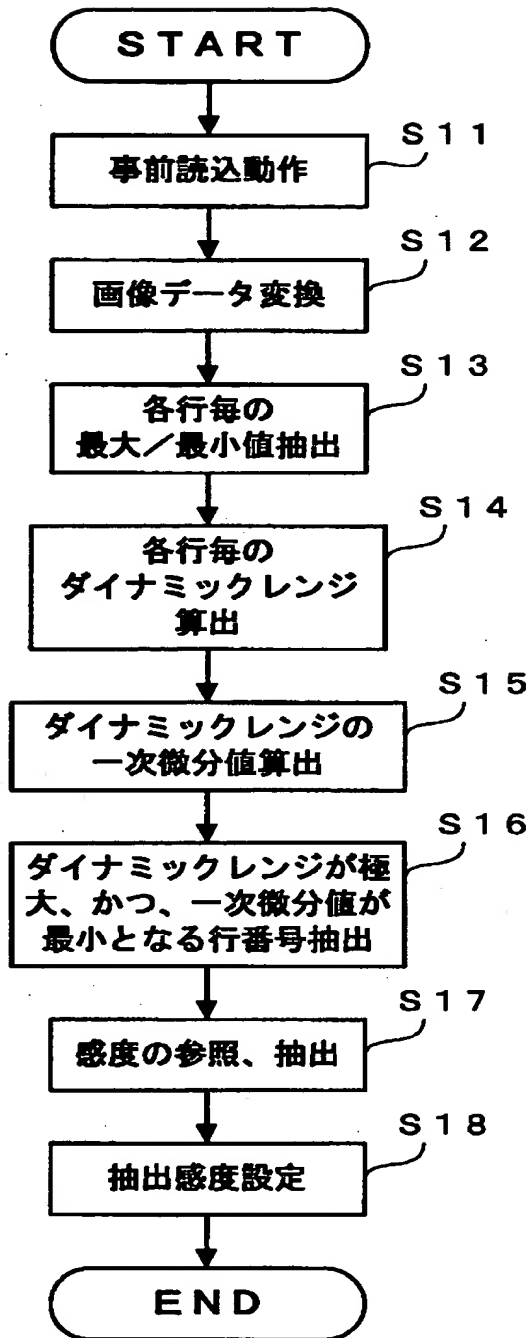 ＳＴＡＲＴ
Ｓ１１
事前読込動作
Ｓ１２
画像データ変換
Ｓ１３
各行毎の
最大／最小値抽出
Ｓ１４
各行毎の
ダイナミックレンジ
算出
Ｓ１５
ダイナミックレンジの
一次微分値算出
Ｓ１６
ダイナミックレンジが極
大、かつ、一次微分値が
最小となる行番号抽出
Ｓ１７
感度の参照、抽出
Ｓ１８
抽出感度設定
ＥＮＤ